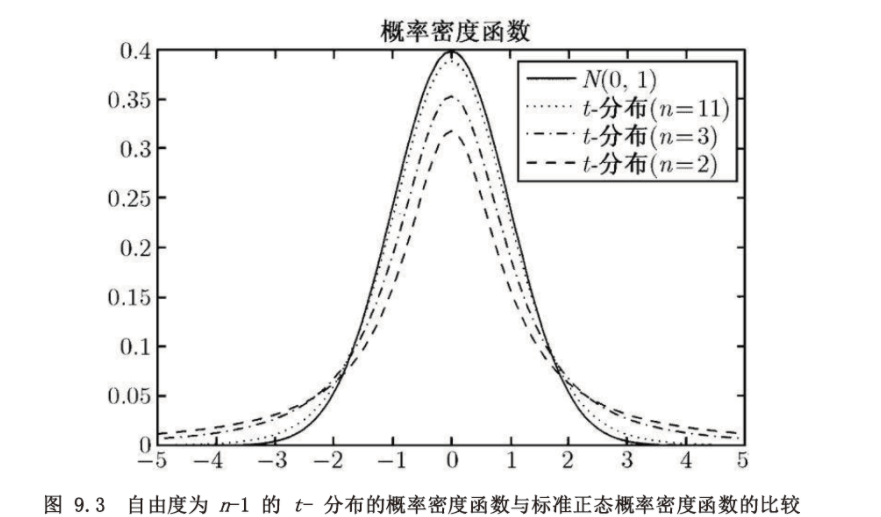 概率密度函数
0.4
0.35
0.3
0.25
0.2
0.15
0.1
0.05
0
N(0, 1)
t-分布(n=11)
t-分布(n=3)
t-分布(n=2)
−5 −4 −3 −2 −1 0 1 2 3 4 5
图 9.3 自由度为 n-1 的 t- 分布的概率密度函数与标准正态概率密度函数的比较